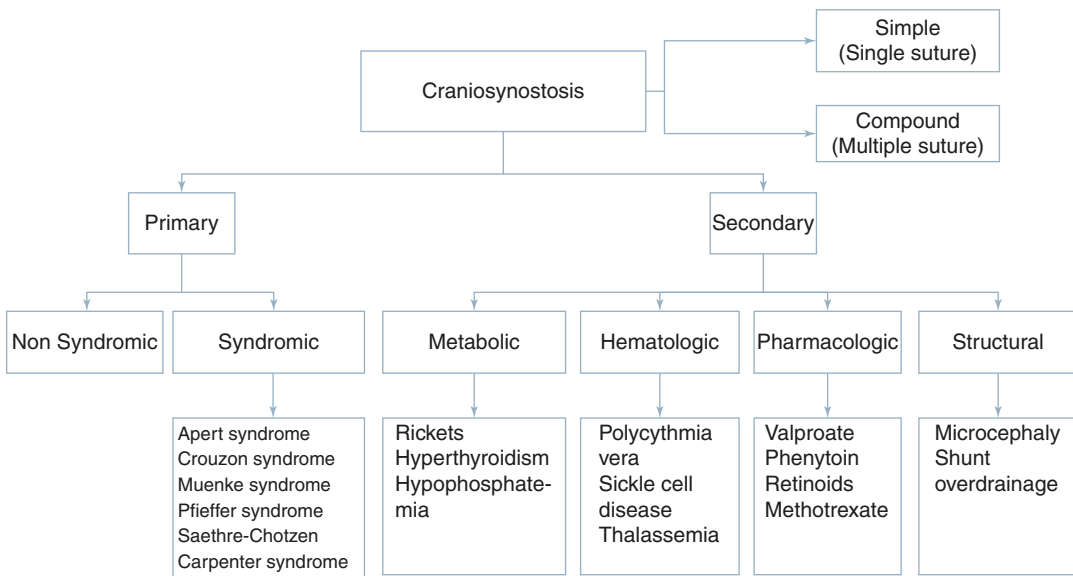 Simple
(Single suture)
Craniosynostosis
Compound
(Multiple suture)
Primary
Secondary
Non Syndromic
Syndromic
Metabolic
Hematologic
Pharmacologic
Structural
Apert syndrome
Crouzon syndrome
Muenke syndrome
Pfieffer syndrome
Saethre-Chotzen
Carpenter syndrome
Rickets
Hyperthyroidism
Hypophosphate-
mia
Polycythmia
vera
Sickle cell
disease
Thalassemia
Valproate
Phenytoin
Retinoids
Methotrexate
Microcephaly
Shunt
overdrainage